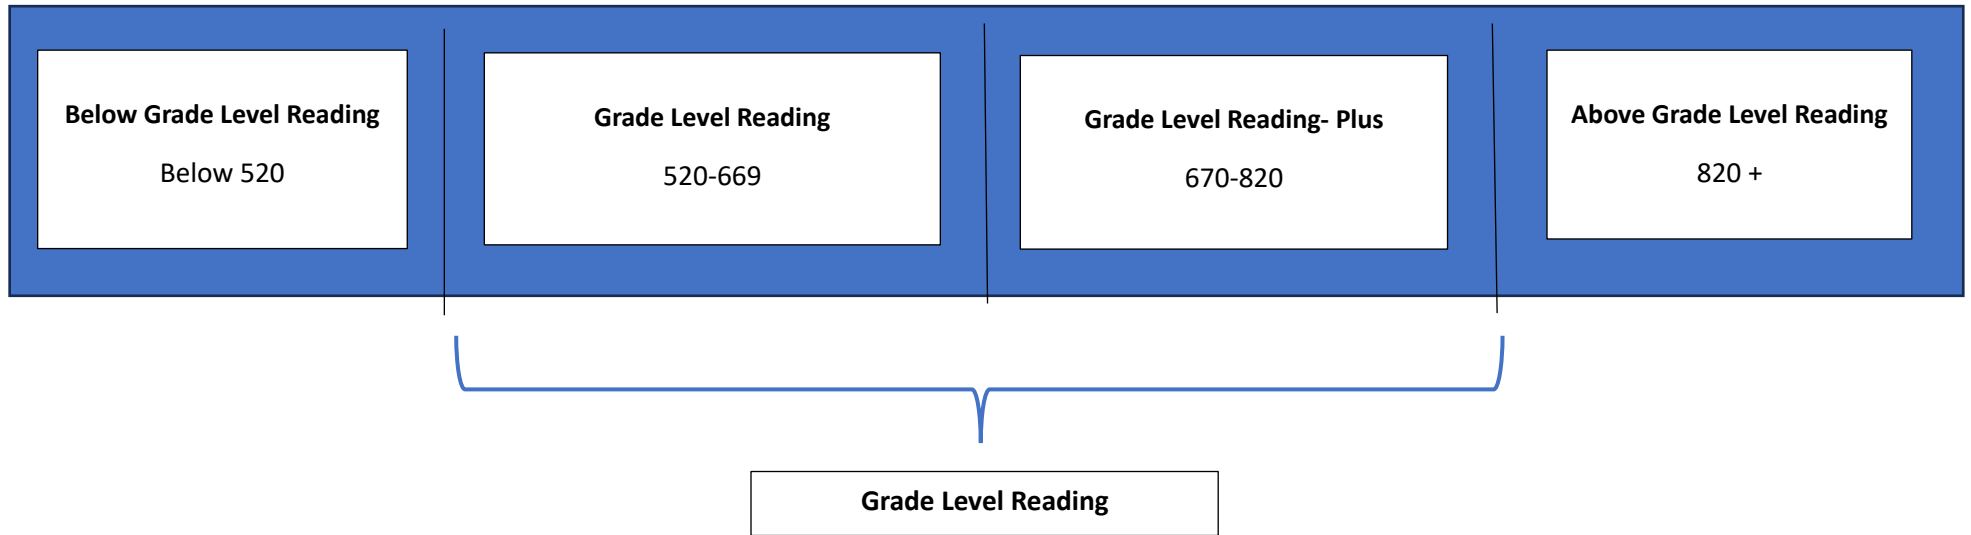 Below Grade Level Reading
Below 520
Grade Level Reading
520-669
Grade Level Reading- Plus
670-820
Above Grade Level Reading
820 +
Grade Level Reading